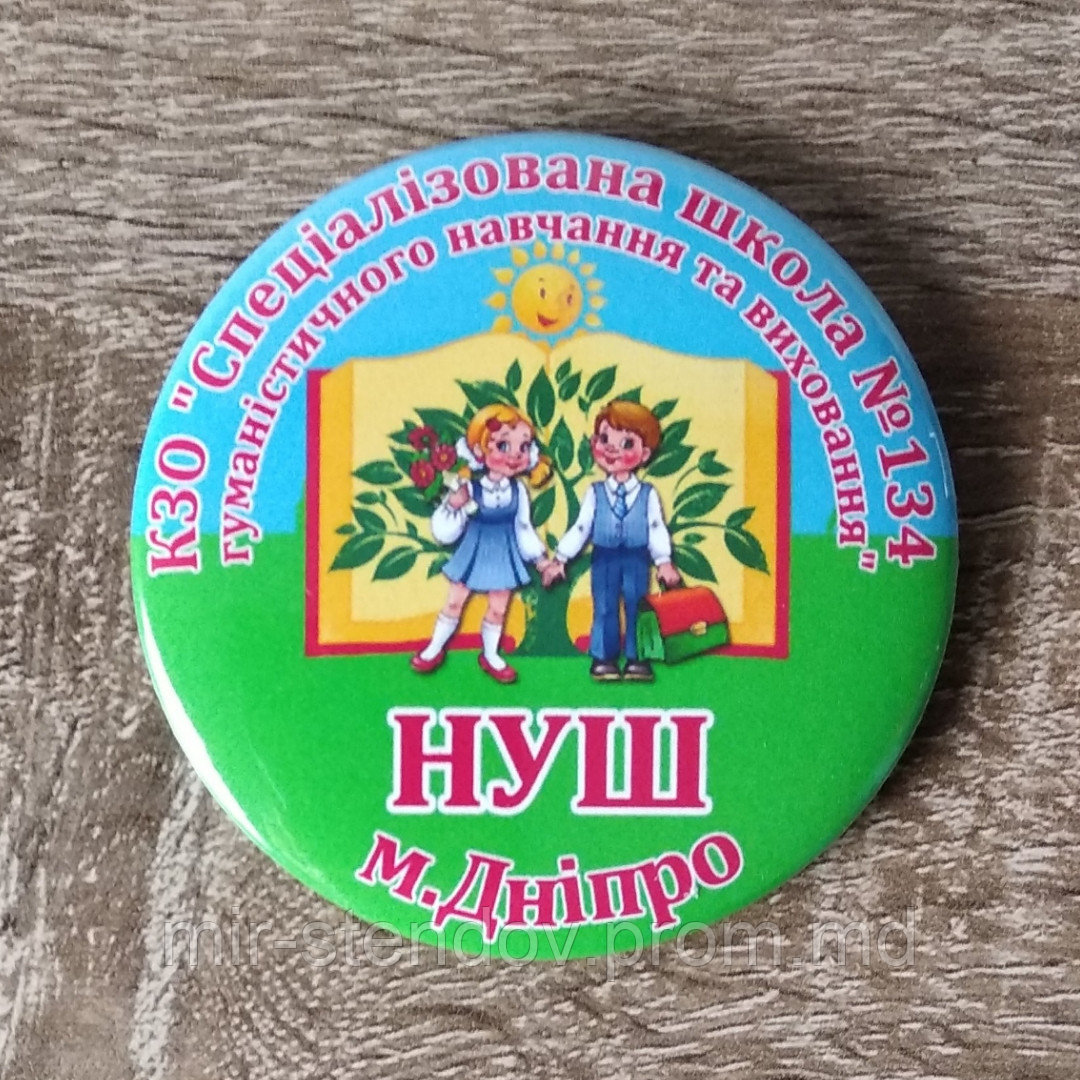 КЗО "Спеціалізована школа №134
гуманістичного навчання та виховання"
НУШ
м.Дніпро
mir-stendov.prom.md